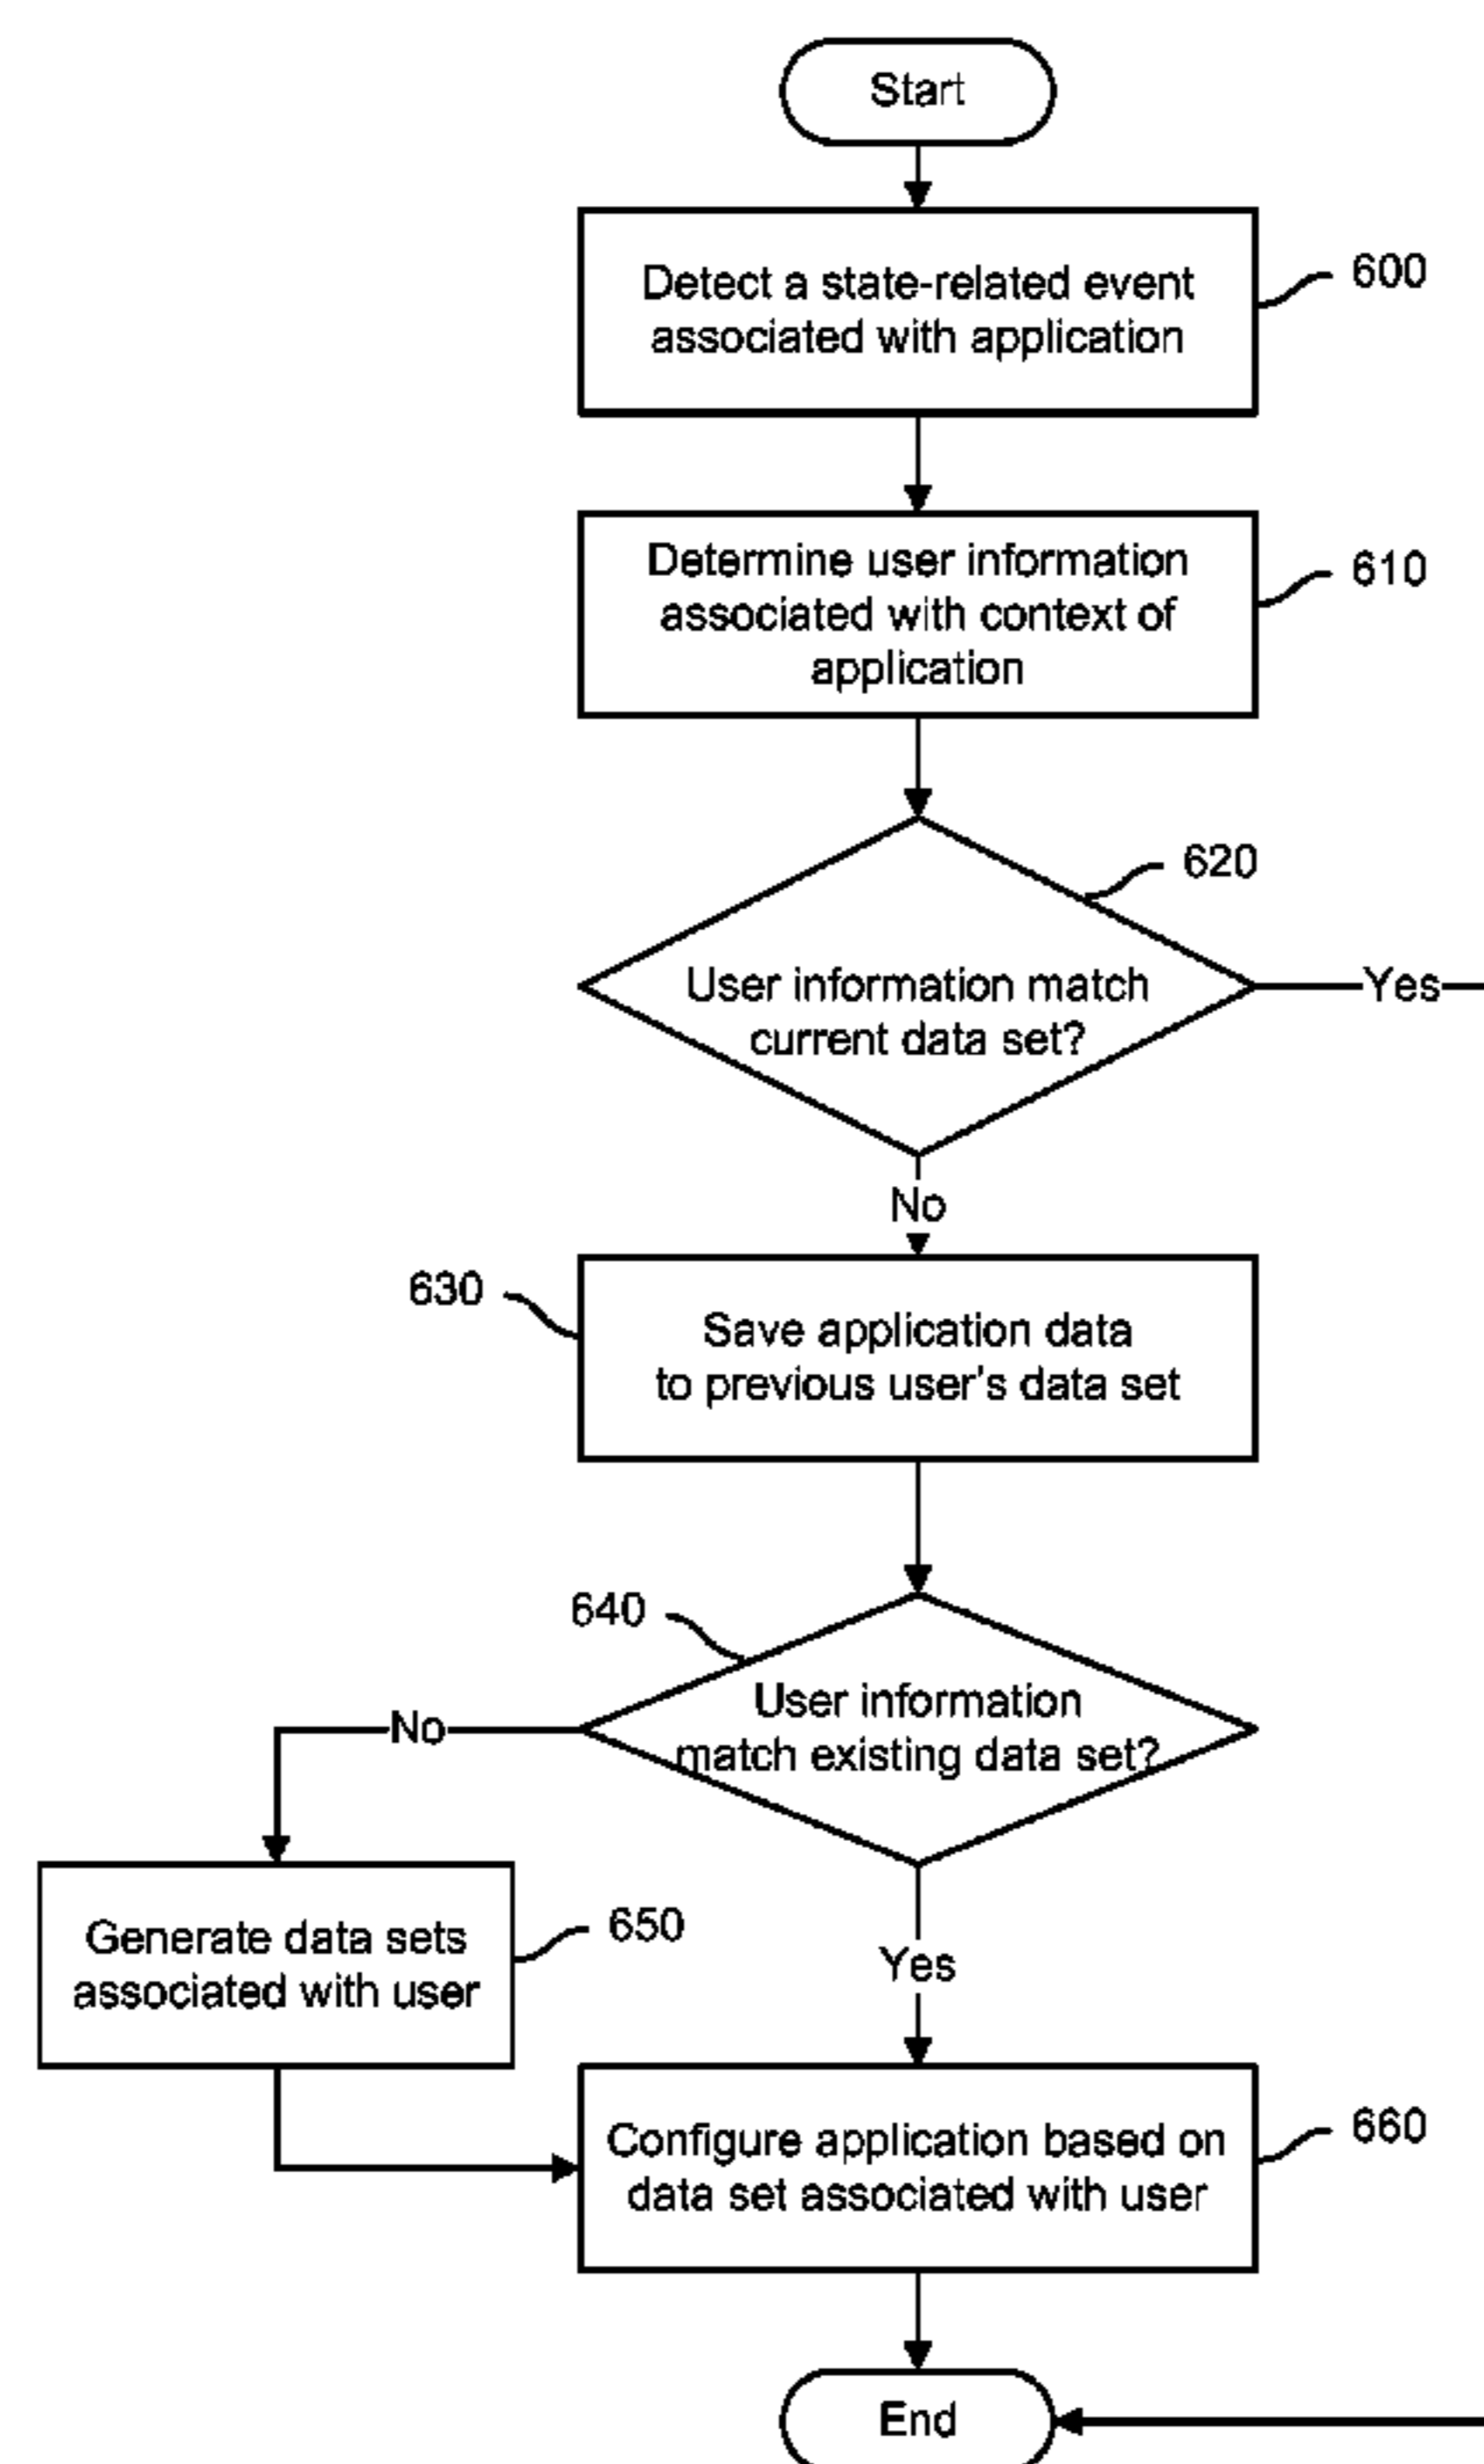 Start
Detect a state-related event
associated with application
600
Determine user information
associated with context of
application
610
620
User information match
current data set?
Yes
No
630
Save application data
to previous user's data set
640
User information
match existing data set?
No
Generate data sets
associated with user
650
Yes
Configure application based on
data set associated with user
660
End